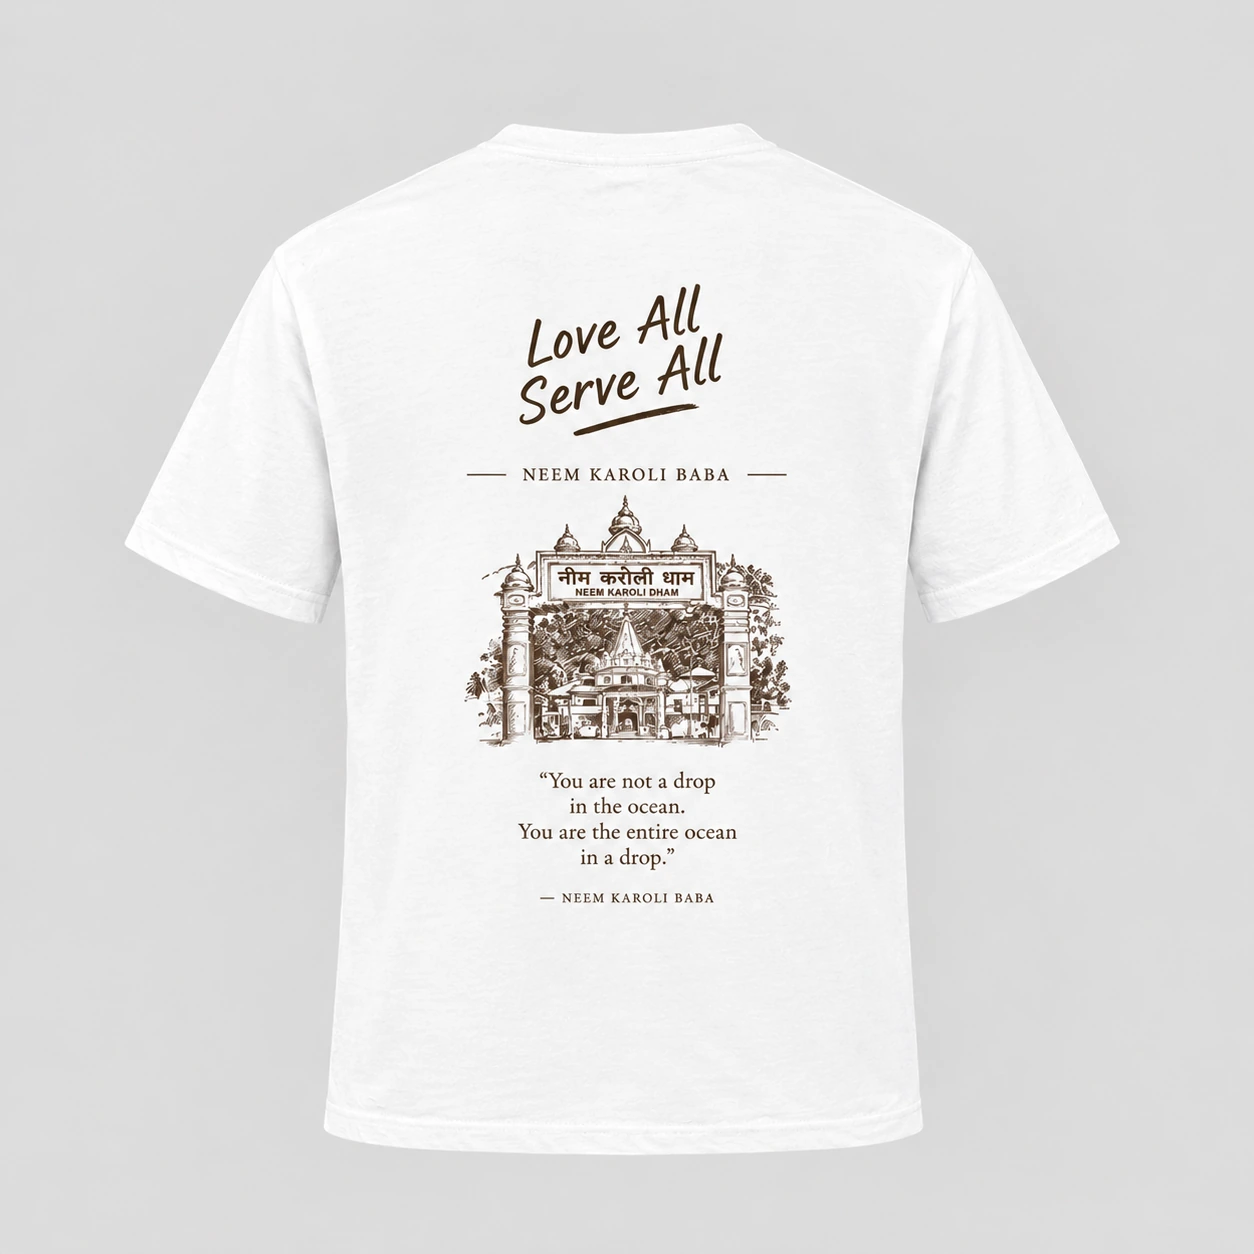 Love All
Serve All
NEEM KAROLI BABA
नीम करोली धाम
NEEM KAROLI DHAM
“You are not a drop
in the ocean.
You are the entire ocean
in a drop.”
— NEEM KAROLI BABA